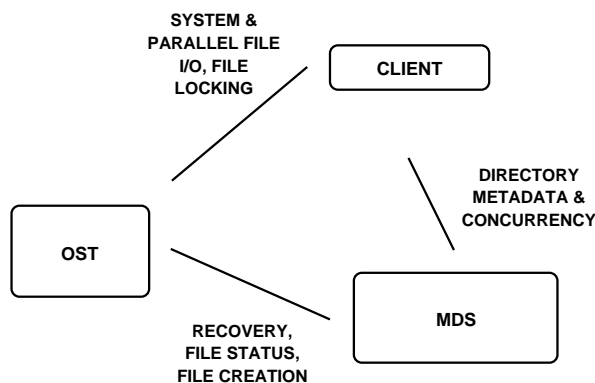 SYSTEM &
PARALLEL FILE
I/O, FILE
LOCKING
CLIENT
DIRECTORY
METADATA &
CONCURRENCY
OST
MDS
RECOVERY,
FILE STATUS,
FILE CREATION